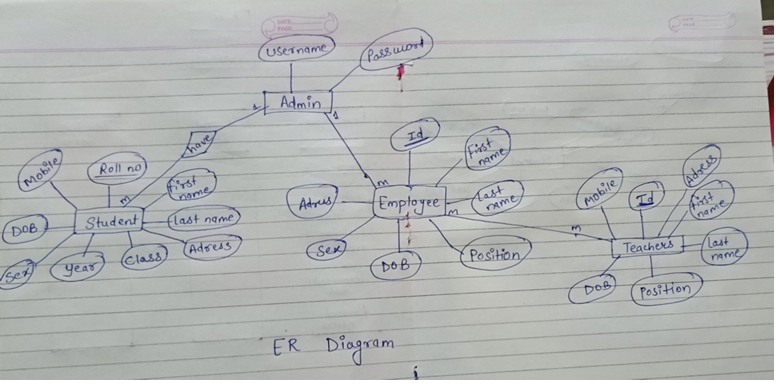 Username
Password
1
Admin
1
have
Id
First
name
Mobile
Roll no
First
name
m
m
Adress
Mobile
Id
Adress
First
name
Last
name
Employee
m
DOB
Student
Last name
m
Teachers
Last
name
Sex
Year
Class
Adress
Sex
DOB
Position
DOB
Position
ER Diagram